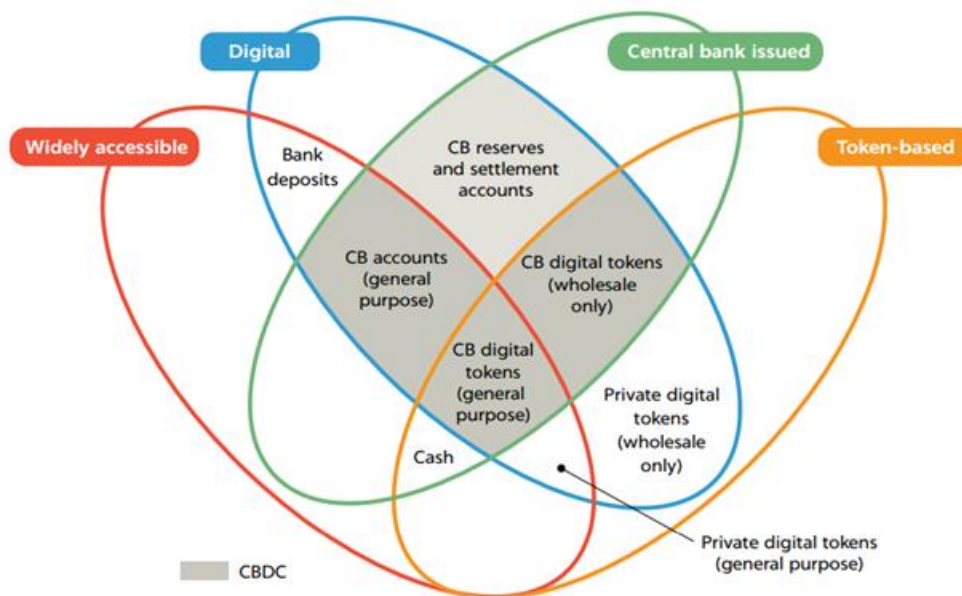 Digital
Central bank issued
Widely accessible
Token-based
Bank
deposits
CB reserves
and settlement
accounts
CB accounts
(general
purpose)
CB digital tokens
(wholesale
only)
CB digital
tokens
(general
purpose)
Private digital
tokens
(wholesale
only)
Cash
Private digital tokens
(general purpose)
CBDC